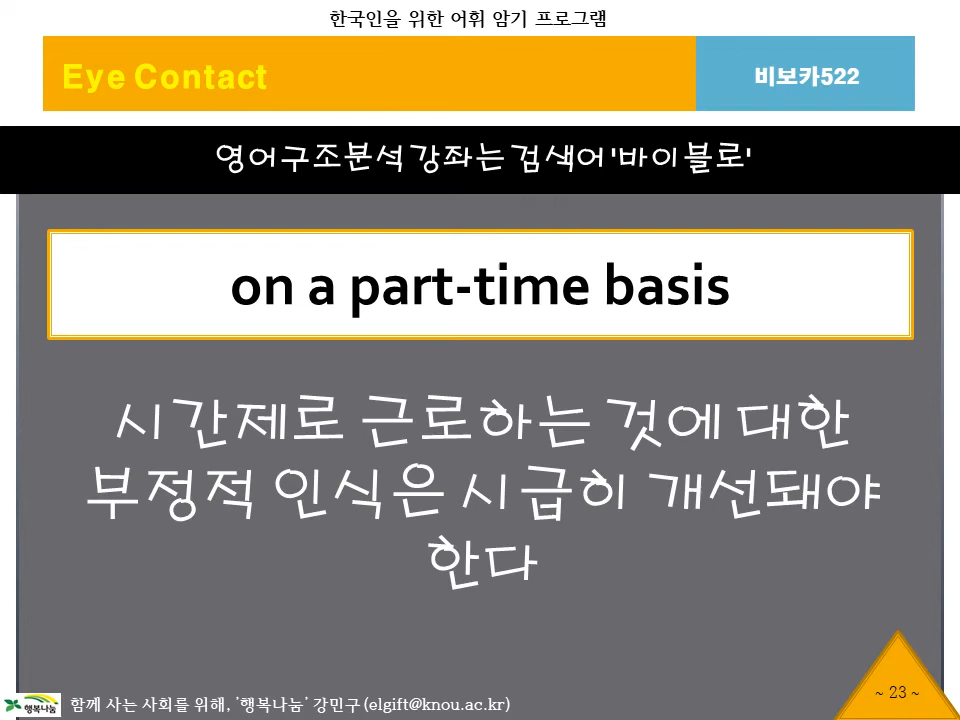 한국인을 위한 어휘 암기 프로그램
Eye Contact
비보카522
영어구조분석 강좌는 검색어 '바이블로'
on a part-time basis
시간제로 근로하는 것에 대한
부정적 인식은 시급히 개선돼야
한다
~ 23 ~
행복나눔
함께 사는 사회를 위해, '행복나눔' 강민구 (elgift@knou.ac.kr)